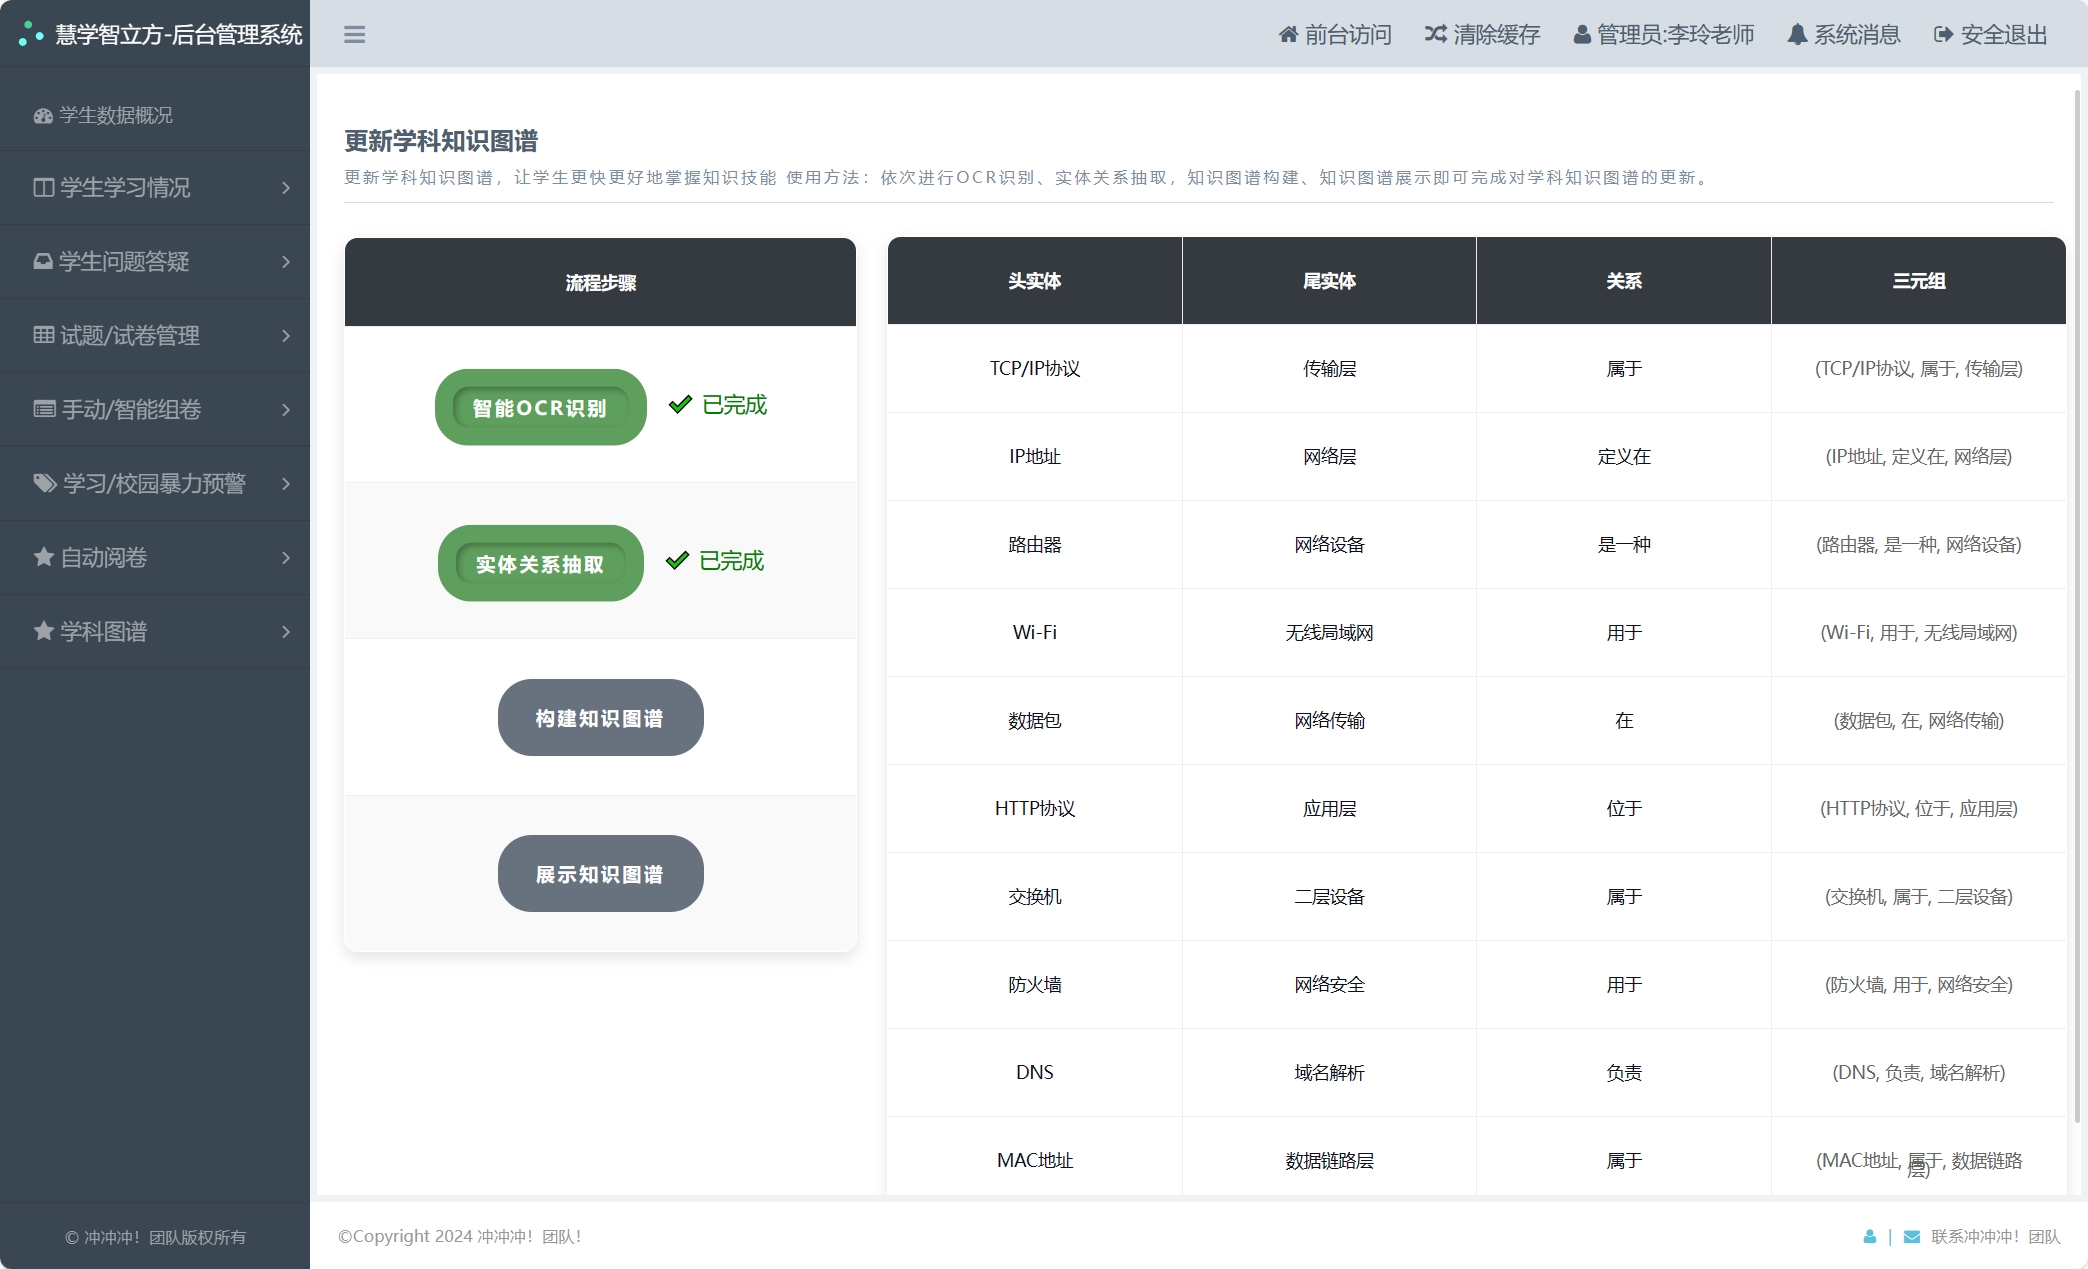 慧学智立方-后台管理系统
前台访问 清除缓存 管理员:李玲老师 系统消息 安全退出
学生数据概况
学生学习情况
学生问题答疑
试题/试卷管理
手动/智能组卷
学习/校园暴力预警
自动阅卷
学科图谱
© 冲冲冲！团队版权所有
更新学科知识图谱
更新学科知识图谱，让学生更快更好地掌握知识技能 使用方法：依次进行OCR识别、实体关系抽取，知识图谱构建、知识图谱展示即可完成对学科知识图谱的更新。
流程步骤
智能OCR识别 已完成
实体关系抽取 已完成
构建知识图谱
展示知识图谱
头实体 尾实体 关系 三元组
TCP/IP协议 传输层 属于 (TCP/IP协议, 属于, 传输层)
IP地址 网络层 定义在 (IP地址, 定义在, 网络层)
路由器 网络设备 是一种 (路由器, 是一种, 网络设备)
Wi-Fi 无线局域网 用于 (Wi-Fi, 用于, 无线局域网)
数据包 网络传输 在 (数据包, 在, 网络传输)
HTTP协议 应用层 位于 (HTTP协议, 位于, 应用层)
交换机 二层设备 属于 (交换机, 属于, 二层设备)
防火墙 网络安全 用于 (防火墙, 用于, 网络安全)
DNS 域名解析 负责 (DNS, 负责, 域名解析)
MAC地址 数据链路层 属于 (MAC地址, 属于, 数据链路
层)
©Copyright 2024 冲冲冲！团队！
| 联系冲冲冲！团队